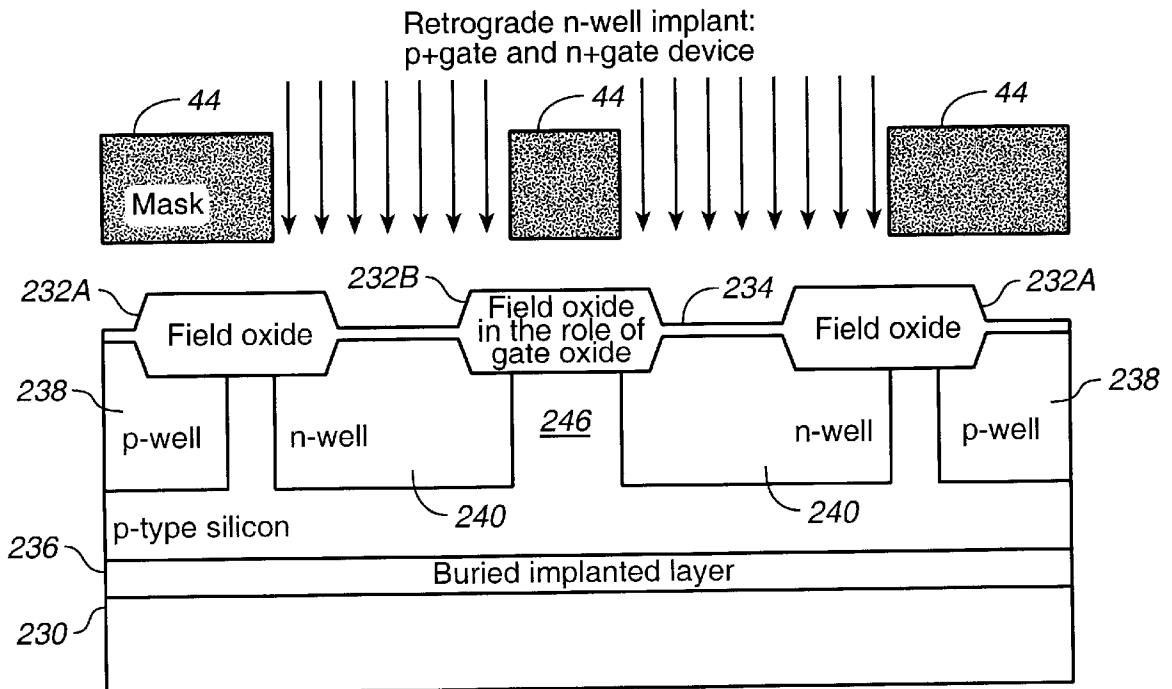 Retrograde n-well implant:
p+gate and n+gate device
44
44
44
Mask
232A
232B
234
232A
Field oxide
Field oxide
in the role of
gate oxide
Field oxide
238
p-well
n-well
246
n-well
p-well
238
240
240
p-type silicon
236
Buried implanted layer
230